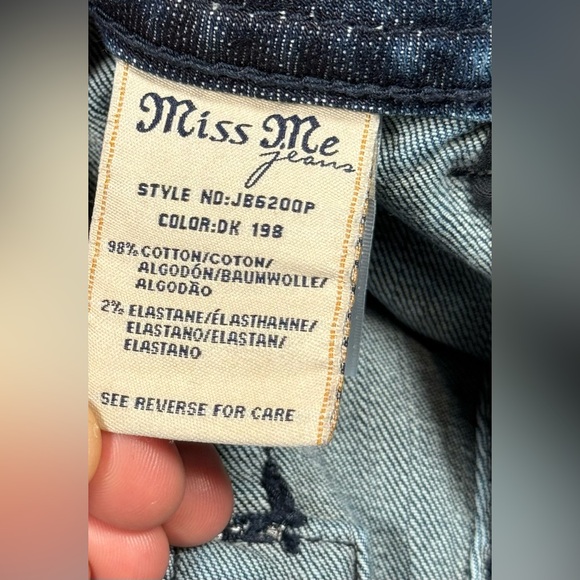 Miss Me
jeans
STYLE NO:JB6200P
COLOR:DK 198
98% COTTON/COTON/
ALGODÓN/BAUMWOLLE/
ALGODÃO
2% ELASTANE/ÉLASTHANNE/
ELASTANO/ELASTAN/
ELASTANO
SEE REVERSE FOR CARE